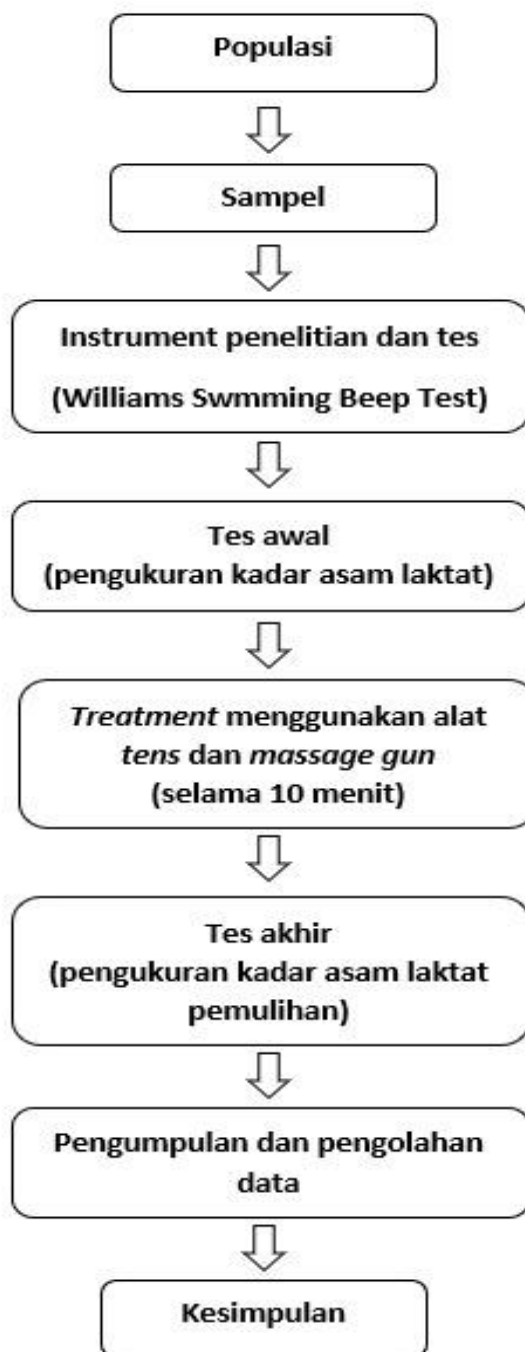 Populasi
Sampel
Instrument penelitian dan tes
(Williams Swmming Beep Test)
Tes awal
(pengukuran kadar asam laktat)
Treatment menggunakan alat
tens dan massage gun
(selama 10 menit)
Tes akhir
(pengukuran kadar asam laktat
pemulihan)
Pengumpulan dan pengolahan
data
Kesimpulan